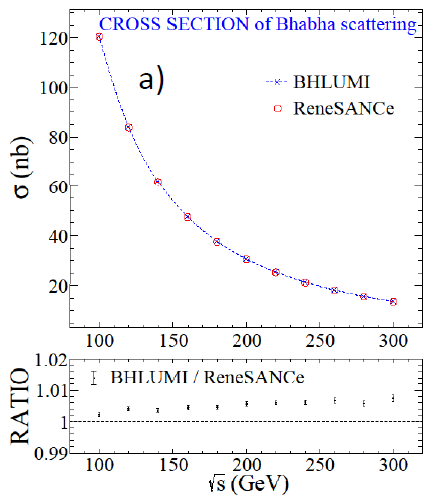 CROSS SECTION of Bhabha scattering
a)
BHLUMI
ReneSANCe
σ (nb)
120
100
80
60
40
20
100 150 200 250 300
BHLUMI / ReneSANCe
RATIO
1.02
1.01
1
0.99
100 150 200 250 300
√s (GeV)